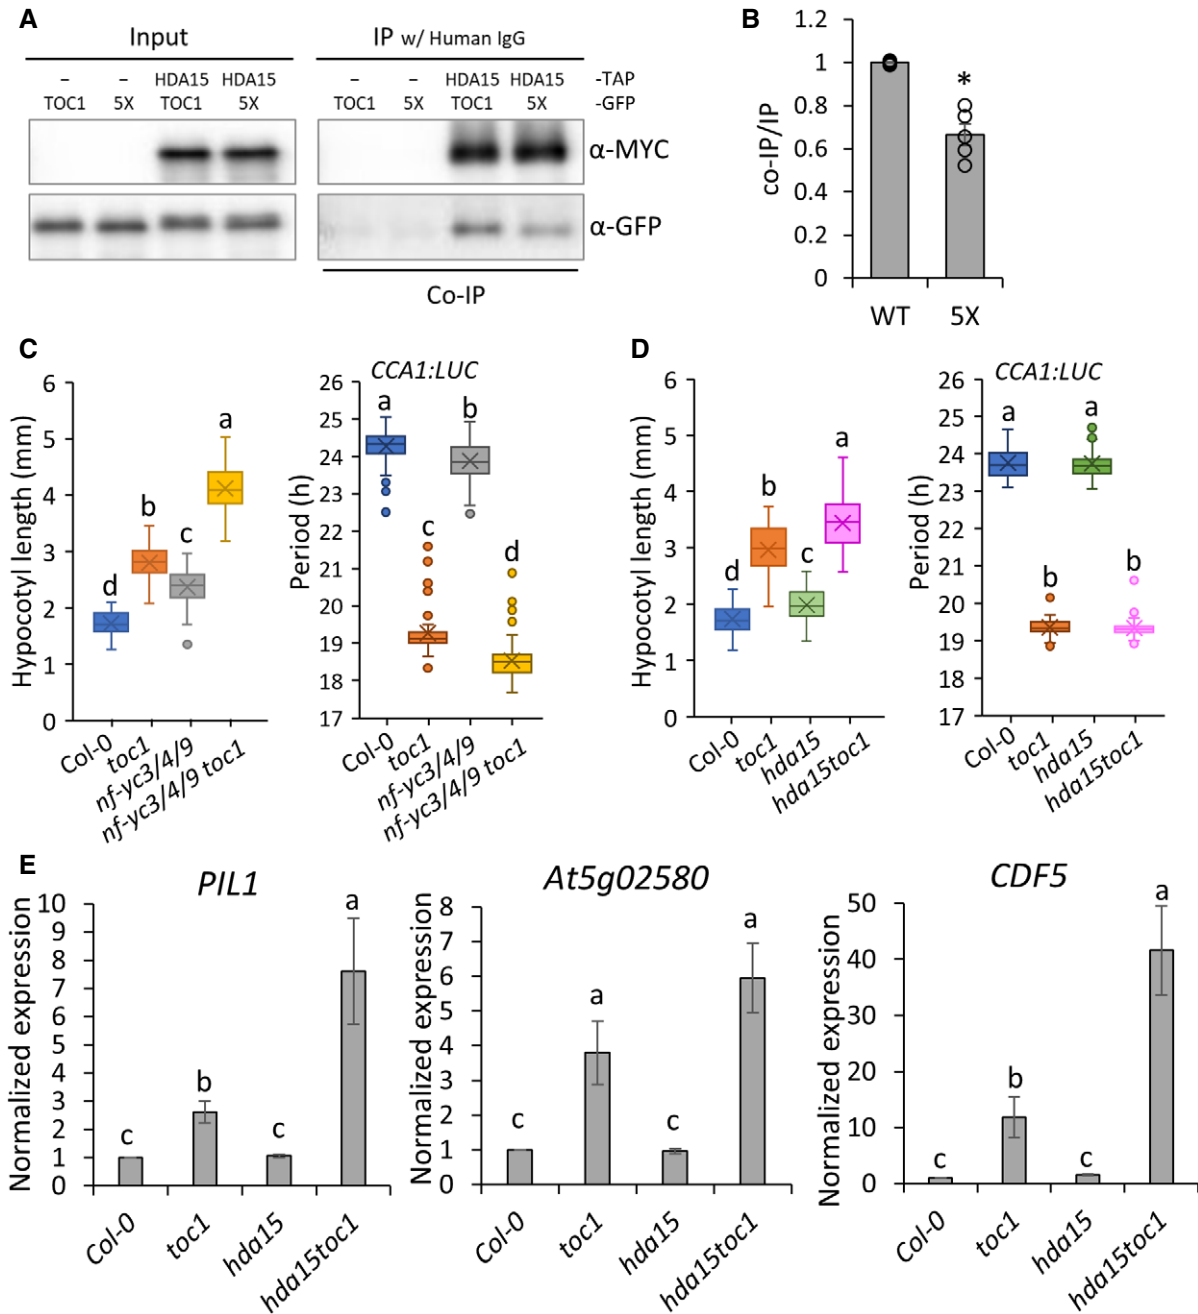 A
Input
IP w/ Human IgG
– – HDA15 HDA15 – – HDA15 HDA15 -TAP
TOC1 5X TOC1 5X TOC1 5X TOC1 5X -GFP
α-MYC
α-GFP
Co-IP
B
co-IP/IP
1.2
1
0.8
0.6
0.4
0.2
0
*
WT 5X
C
Hypocotyl length (mm)
6
5
4
3
2
1
0
d b c a
Col-0
toc1
nf-yc3/4/9
nf-yc3/4/9 toc1
CCA1:LUC
Period (h)
26
25
24
23
22
21
20
19
18
17
a c b d
Col-0
toc1
nf-yc3/4/9
nf-yc3/4/9 toc1
D
Hypocotyl length (mm)
6
5
4
3
2
1
0
d b c a
Col-0
toc1
hda15
hda15toc1
CCA1:LUC
Period (h)
26
25
24
23
22
21
20
19
18
17
a b a b
Col-0
toc1
hda15
hda15toc1
E
PIL1
Normalized expression
10
9
8
7
6
5
4
3
2
1
0
c b c a
Col-0
toc1
hda15
hda15toc1
At5g02580
Normalized expression
8
7
6
5
4
3
2
1
0
c a c a
Col-0
toc1
hda15
hda15toc1
CDF5
Normalized expression
50
40
30
20
10
0
c b c a
Col-0
toc1
hda15
hda15toc1